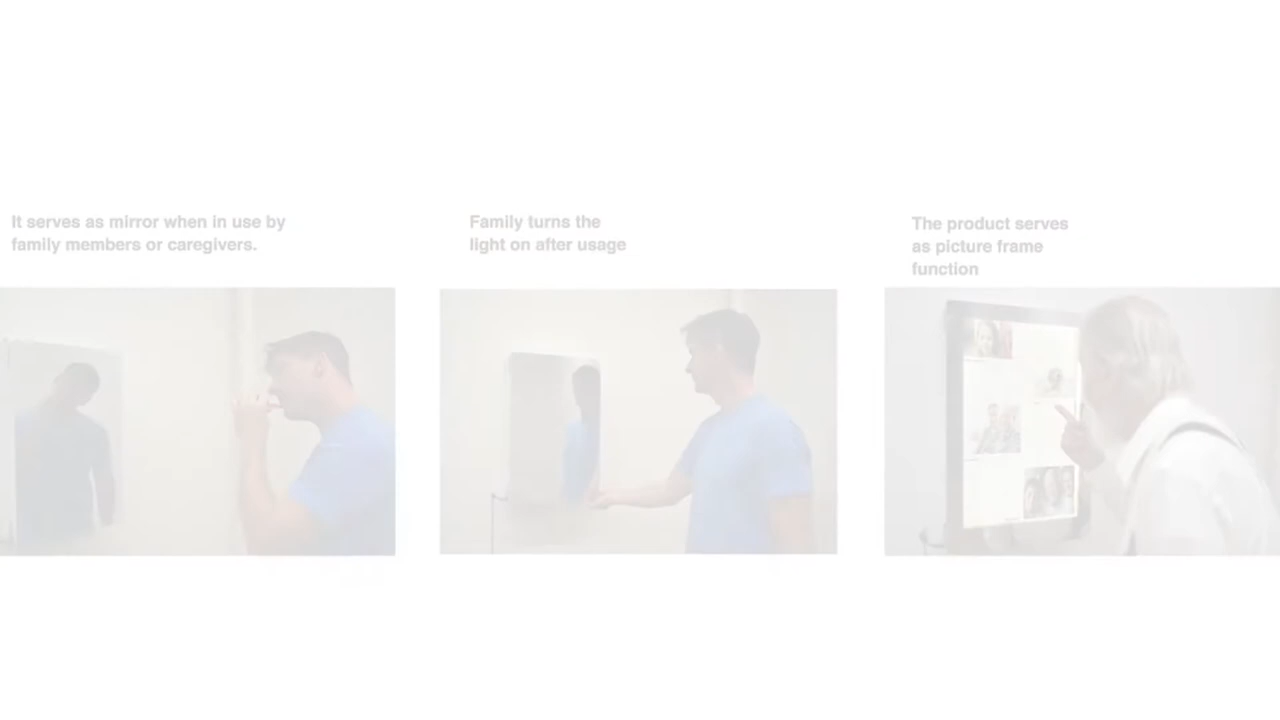 It serves as mirror when in use by
family members or caregivers.
Family turns the
light on after usage
The product serves
as picture frame
function